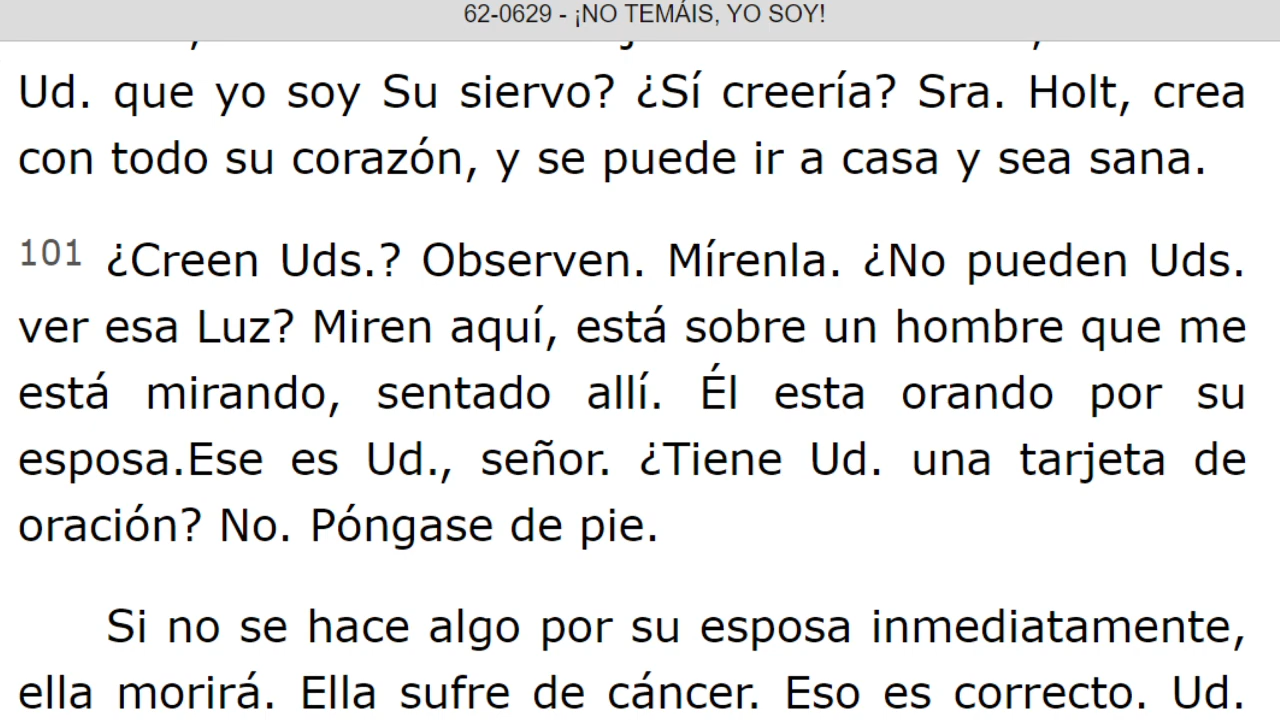 62-0629 - ¡NO TEMÁIS, YO SOY!
Ud. que yo soy Su siervo? ¿Sí creería? Sra. Holt, crea
con todo su corazón, y se puede ir a casa y sea sana.
101 ¿Creen Uds.? Observen. Mírenla. ¿No pueden Uds.
ver esa Luz? Miren aquí, está sobre un hombre que me
está mirando, sentado allí. Él esta orando por su
esposa.Ese es Ud., señor. ¿Tiene Ud. una tarjeta de
oración? No. Póngase de pie.
Si no se hace algo por su esposa inmediatamente,
ella morirá. Ella sufre de cáncer. Eso es correcto. Ud.